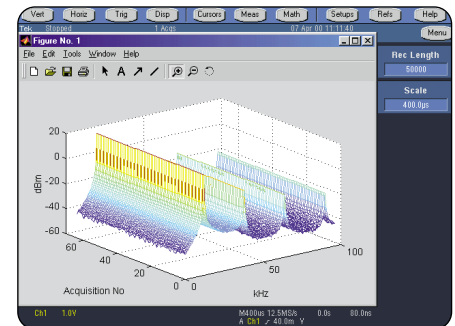 Vert Horiz Trig Disp Cursors Meas Math Setups Refs Help
Tek Stopped 1 Acqs 07 Apr 00 11:11:40
Menu
Figure No. 1
File Edit Tools Window Help
A
Rec Length
50000
Scale
400.0µs
20
0
-20
-40
-60
dBm
60
40
20
0
Acquisition No
0
50
100
kHz
Ch1 1.0V M400us 12.5MS/s 0.0s 80.0ns
A Ch1 40.0m V